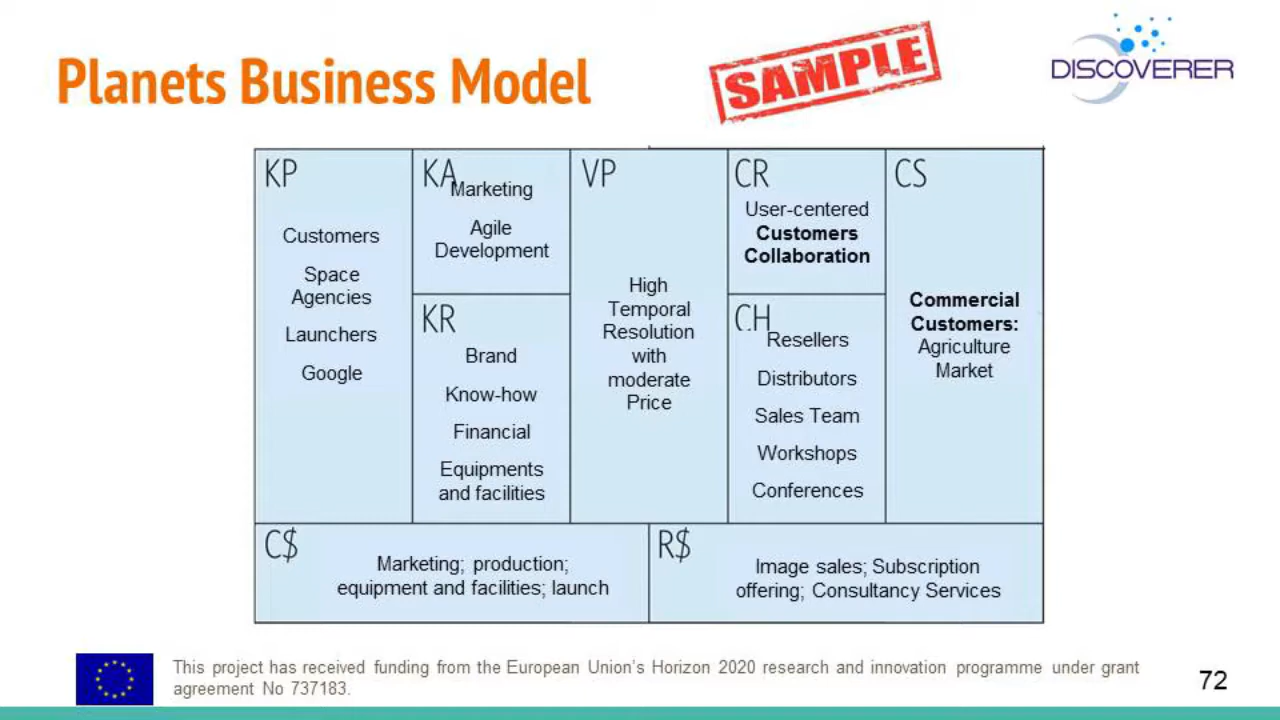 Planets Business Model
SAMPLE
DISCOVERER
KP
Customers
Space
Agencies
Launchers
Google
KA
Marketing
Agile
Development
KR
Brand
Know-how
Financial
Equipments
and facilities
VP
High
Temporal
Resolution
with
moderate
Price
CR
User-centered
Customers
Collaboration
CH
Resellers
Distributors
Sales Team
Workshops
Conferences
CS
Commercial
Customers:
Agriculture
Market
C$
Marketing; production;
equipment and facilities; launch
R$
Image sales; Subscription
offering; Consultancy Services
This project has received funding from the European Union's Horizon 2020 research and innovation programme under grant
agreement No 737183.
72